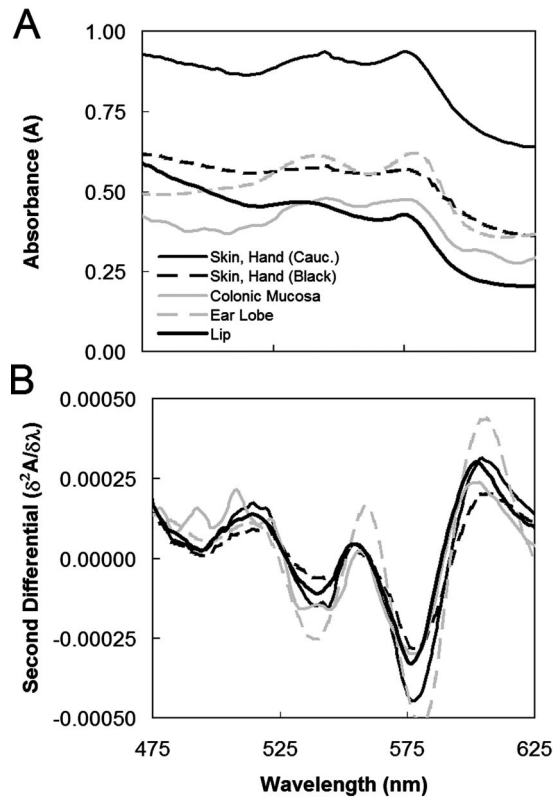 A
1.00
0.75
0.50
0.25
0.00
Absorbance (A)
Skin, Hand (Cauc.)
Skin, Hand (Black)
Colonic Mucosa
Ear Lobe
Lip
B
0.00050
0.00025
0.00000
-0.00025
-0.00050
Second Differential (δ²A/δλ)
475 525 575 625
Wavelength (nm)